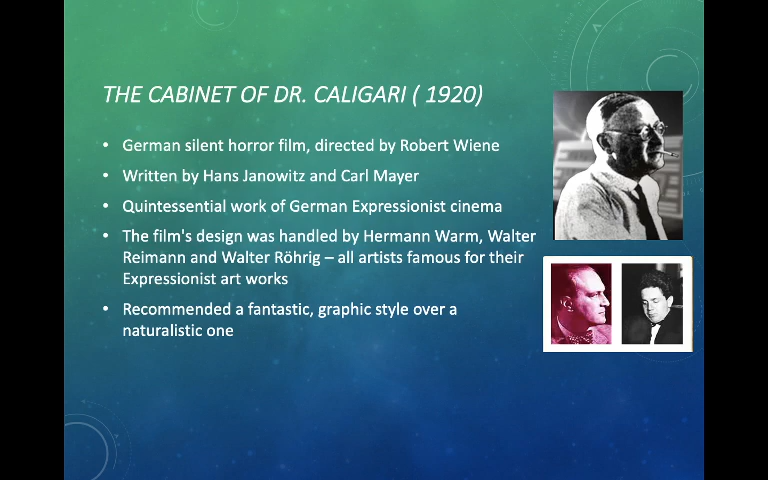 THE CABINET OF DR. CALIGARI ( 1920)
• German silent horror film, directed by Robert Wiene
• Written by Hans Janowitz and Carl Mayer
• Quintessential work of German Expressionist cinema
• The film's design was handled by Hermann Warm, Walter
Reimann and Walter Röhrig – all artists famous for their
Expressionist art works
• Recommended a fantastic, graphic style over a
naturalistic one